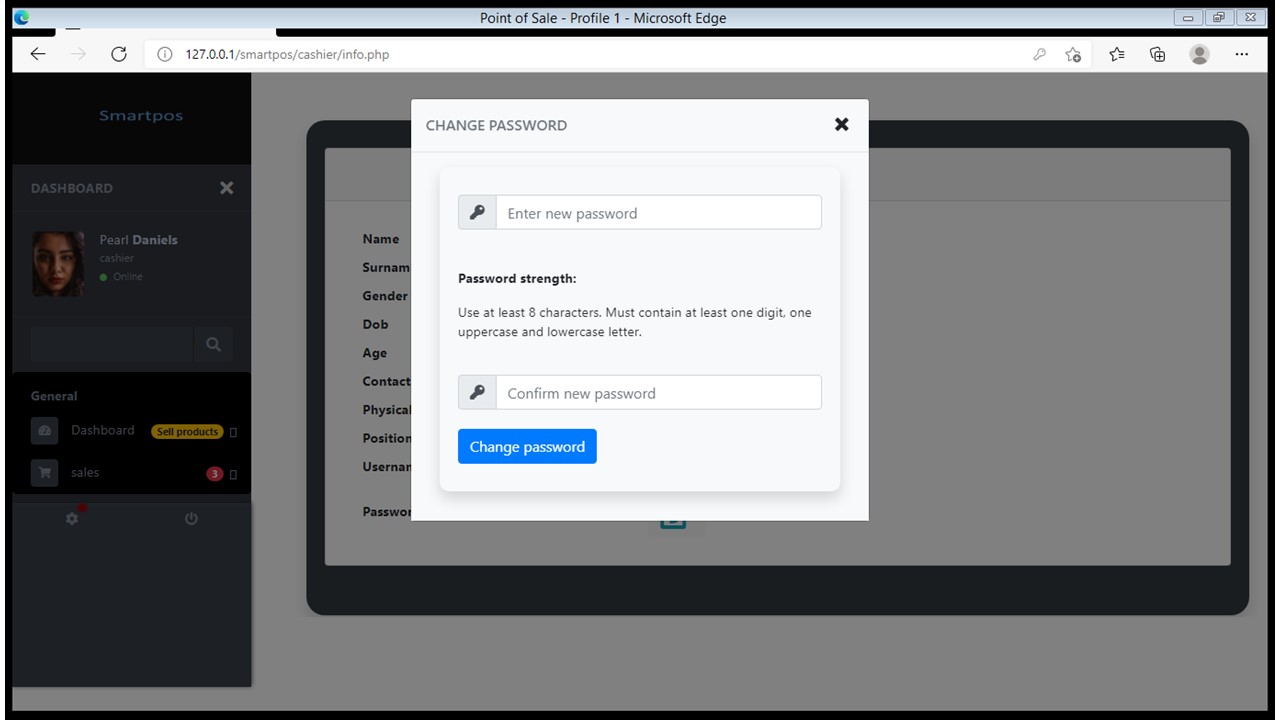 Point of Sale - Profile 1 - Microsoft Edge
127.0.0.1/smartpos/cashier/info.php
Smartpos
DASHBOARD
Pearl Daniels
cashier
Online
General
Dashboard Sell products
sales 3
CHANGE PASSWORD
Enter new password
Password strength:
Use at least 8 characters. Must contain at least one digit, one
uppercase and lowercase letter.
Confirm new password
Change password
Name
Surnam
Gender
Dob
Age
Contact
Physical
Position
Usernam
Passwor